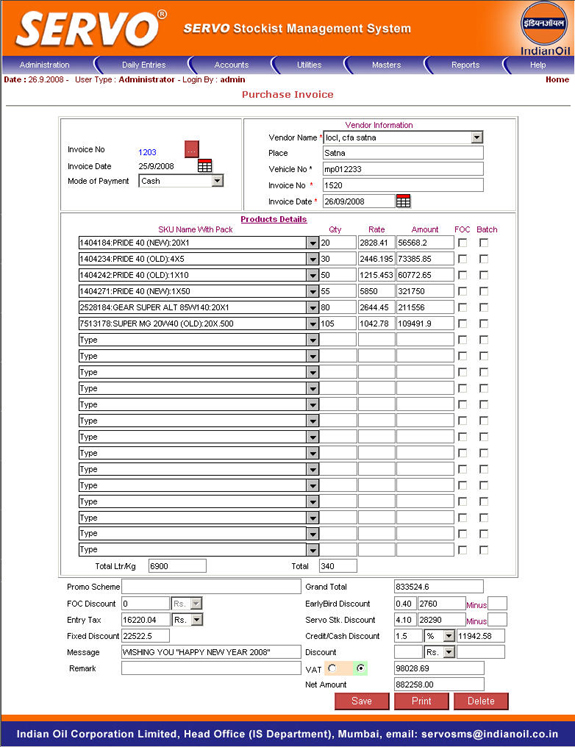 SERVO® SERVO Stockist Management System इंडियनऑयल IndianOil
Administration Daily Entries Accounts Utilities Masters Reports Help
Date : 26.9.2008 - User Type : Administrator - Login By : admin Home
Purchase Invoice
Vendor Information
Invoice No 1203 ...
Invoice Date 25/9/2008
Mode of Payment Cash
Vendor Name * Iocl, cfa satna
Place Satna
Vehicle No * mp012233
Invoice No * 1520
Invoice Date * 26/09/2008
Products Details
SKU Name With Pack Qty Rate Amount FOC Batch
1404184:PRIDE 40 (NEW):20X1 20 2828.41 56568.2
1404234:PRIDE 40 (OLD):4X5 30 2446.195 73385.85
1404242:PRIDE 40 (OLD):1X10 50 1215.453 60772.65
1404271:PRIDE 40 (NEW):1X50 55 5850 321750
2528184:GEAR SUPER ALT 85W140:20X1 80 2644.45 211556
7513178:SUPER MG 20W40 (OLD):20X.500 105 1042.78 109491.9
Type
Type
Type
Type
Type
Type
Type
Type
Type
Type
Type
Type
Type
Type
Total Ltr/Kg 6900 Total 340
Promo Scheme Grand Total 833524.6
FOC Discount 0 Rs. EarlyBird Discount 0.40 2760 Minus
Entry Tax 16220.04 Rs. Servo Stk. Discount 4.10 28290 Minus
Fixed Discount 22522.5 Credit/Cash Discount 1.5 % 11942.58
Message WISHING YOU "HAPPY NEW YEAR 2008" Discount Rs.
Remark VAT 98028.69
Net Amount 882258.00
Save Print Delete
Indian Oil Corporation Limited, Head Office (IS Department), Mumbai, email: servosms@indianoil.co.in